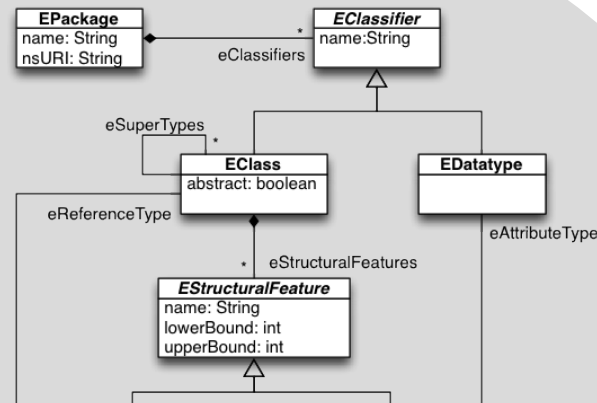 EPackage
name: String
nsURI: String
*
eClassifiers
EClassifier
name:String
eSuperTypes
*
EClass
abstract: boolean
EDatatype
eReferenceType
eAttributeType
*
eStructuralFeatures
EStructuralFeature
name: String
lowerBound: int
upperBound: int